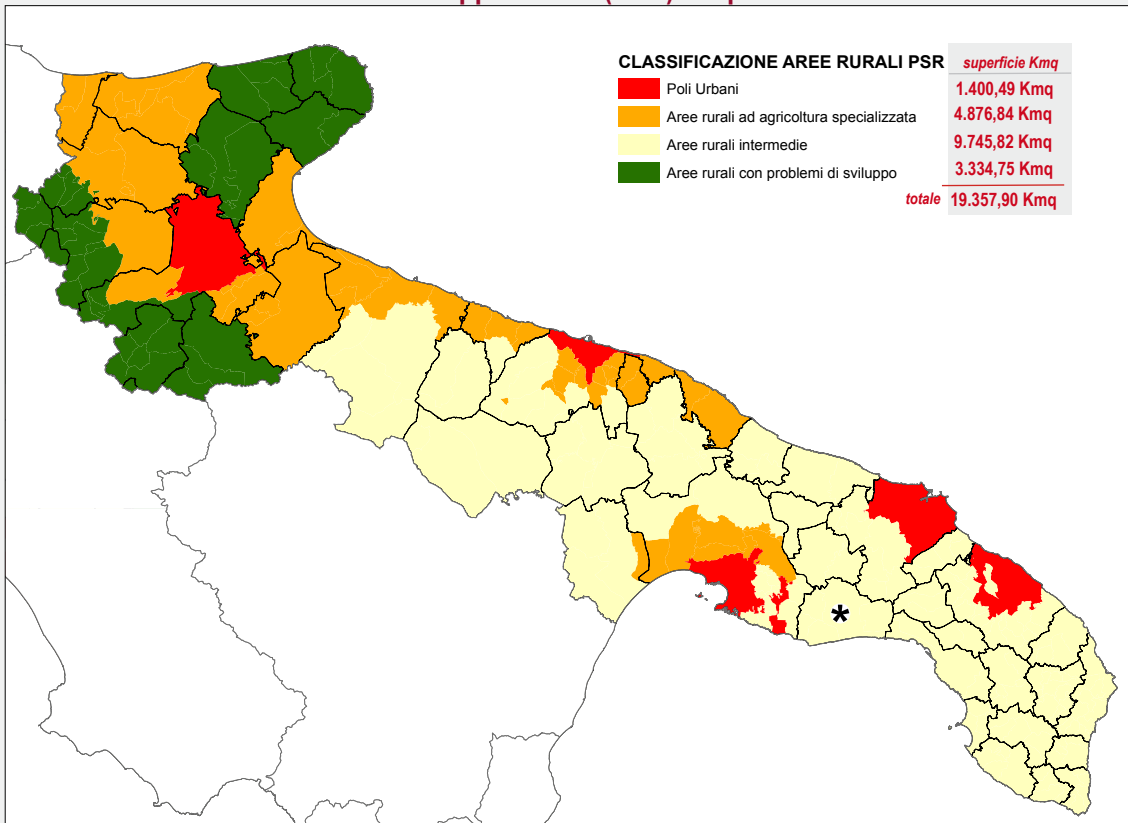 CLASSIFICAZIONE AREE RURALI PSR superficie Kmq
Poli Urbani 1.400,49 Kmq
Aree rurali ad agricoltura specializzata 4.876,84 Kmq
Aree rurali intermedie 9.745,82 Kmq
Aree rurali con problemi di sviluppo 3.334,75 Kmq
totale 19.357,90 Kmq
*